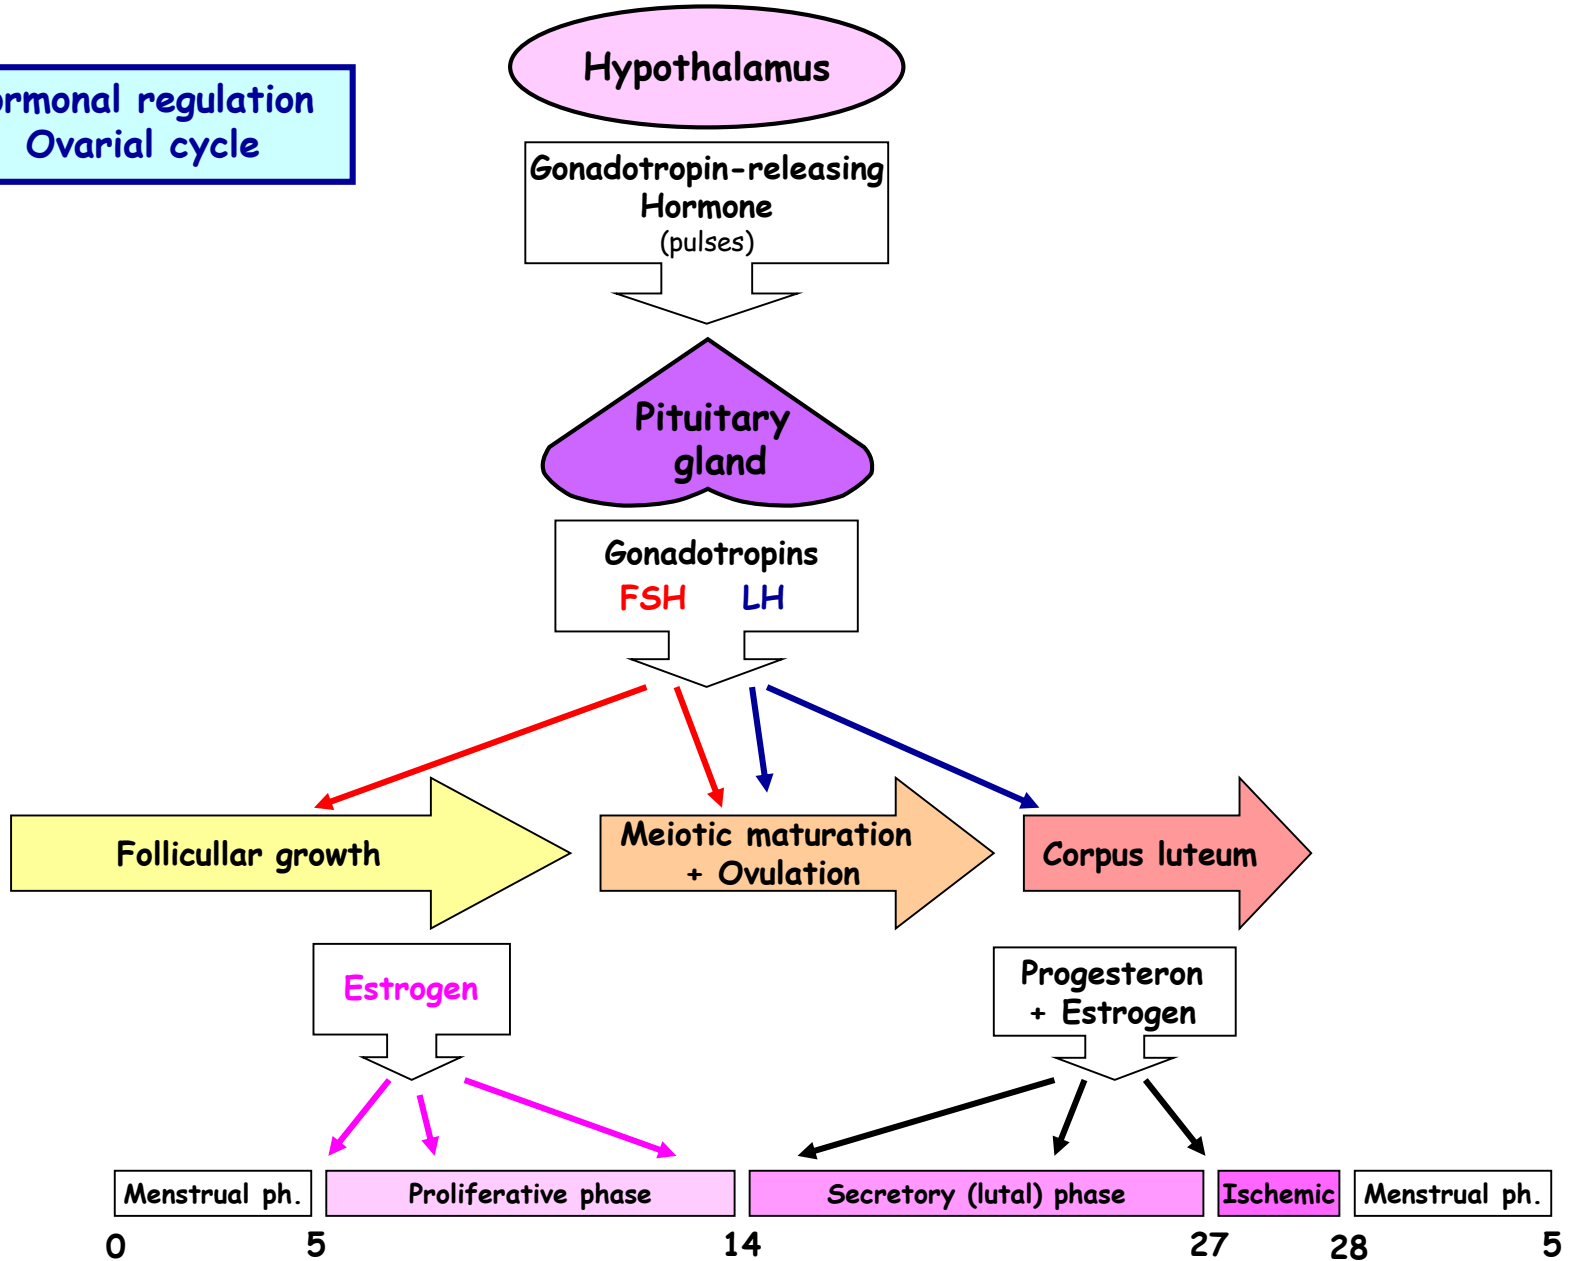 ormonal regulation
Ovarial cycle
Hypothalamus
Gonadotropin-releasing
Hormone
(pulses)
Pituitary
gland
Gonadotropins
FSH LH
Follicullar growth
Meiotic maturation
+ Ovulation
Corpus luteum
Estrogen
Progesteron
+ Estrogen
Menstrual ph. Proliferative phase Secretory (lutal) phase Ischemic Menstrual ph.
0 5 14 27 28 5